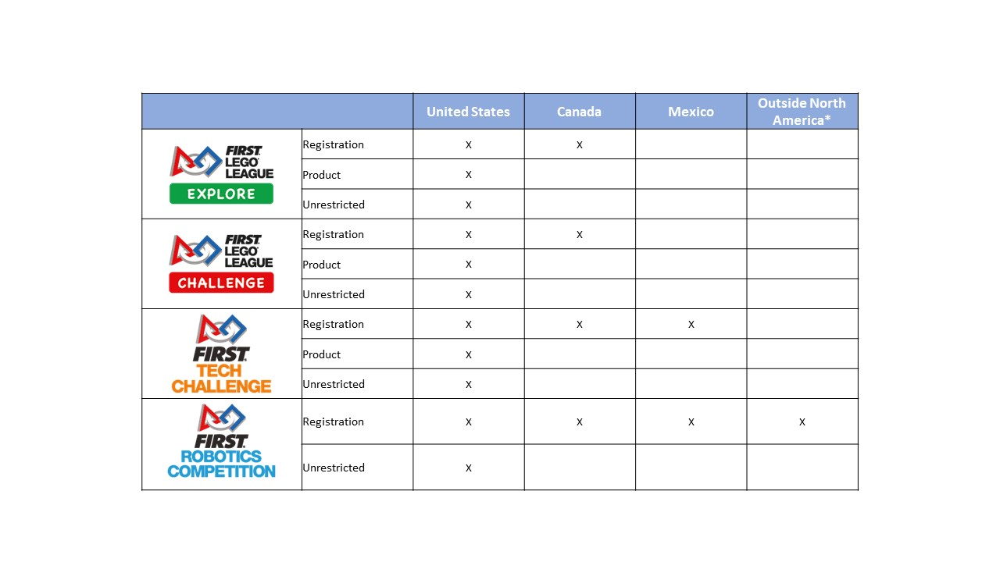 United States Canada Mexico Outside North
America*
FIRST
LEGO
LEAGUE
EXPLORE
Registration X X
Product X
Unrestricted X
FIRST
LEGO
LEAGUE
CHALLENGE
Registration X X
Product X
Unrestricted X
FIRST
TECH
CHALLENGE
Registration X X X
Product X
Unrestricted X
FIRST
ROBOTICS
COMPETITION
Registration X X X X
Unrestricted X